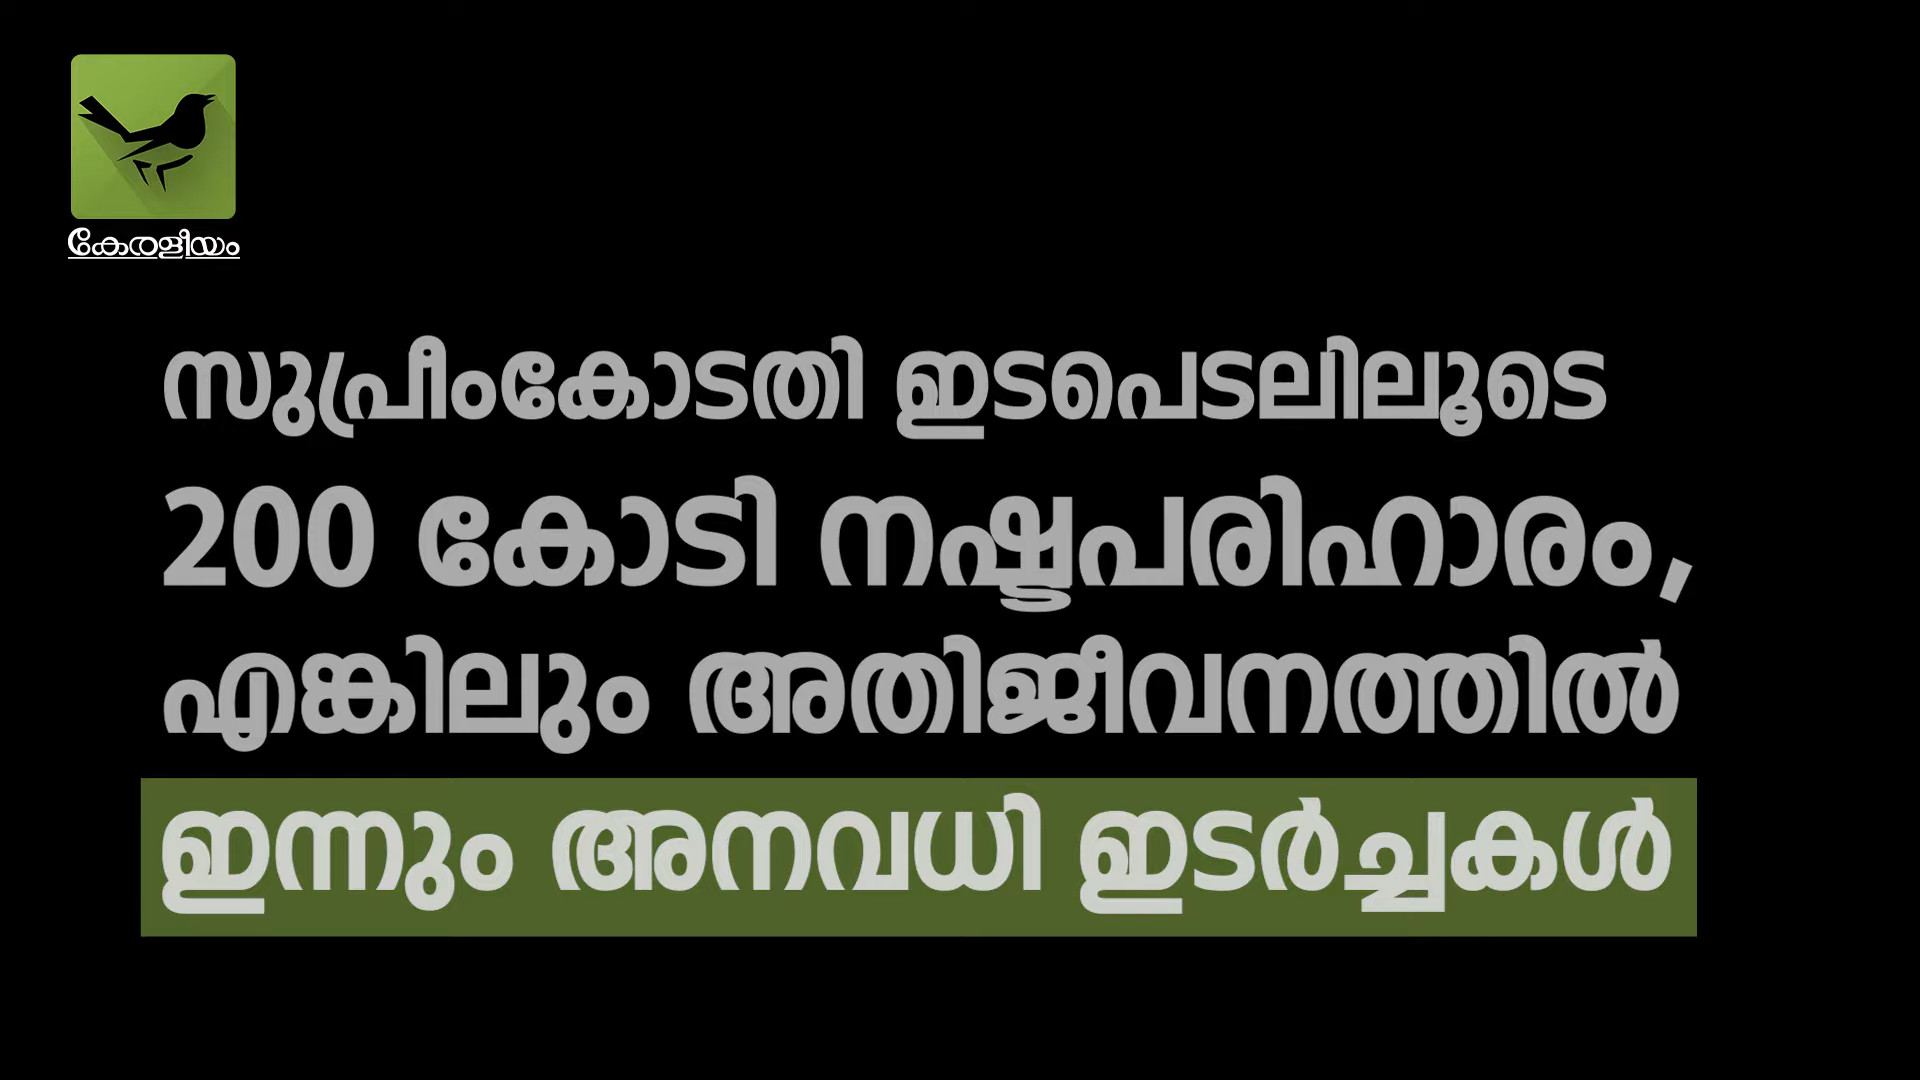 കേരളീയം
സുപ്രീംകോടതി ഇടപെടലിലൂടെ
200 കോടി നഷ്ടപരിഹാരം,
എങ്കിലും അതിജീവനത്തിൽ
ഇന്നും അനവധി ഇടർച്ചകൾ